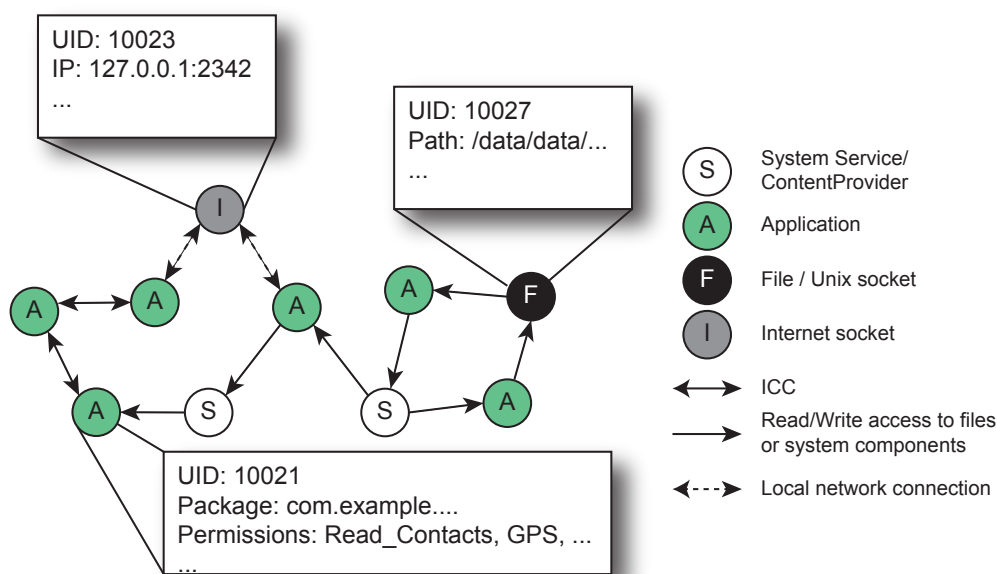 UID: 10023
IP: 127.0.0.1:2342
...
UID: 10027
Path: /data/data/...
...
I
A
A
A
A
F
A
S
S
A
UID: 10021
Package: com.example....
Permissions: Read_Contacts, GPS, ...
...
S
System Service/
ContentProvider
A
Application
F
File / Unix socket
I
Internet socket
ICC
Read/Write access to files
or system components
Local network connection